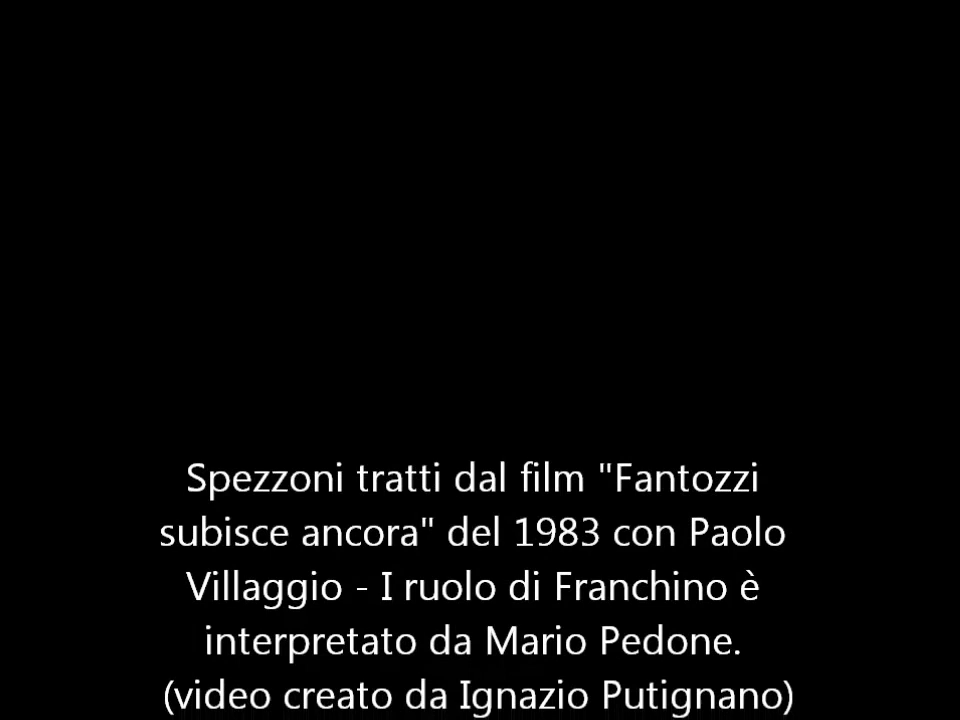 Spezzoni tratti dal film "Fantozzi
subisce ancora" del 1983 con Paolo
Villaggio - I ruolo di Franchino è
interpretato da Mario Pedone.
(video creato da Ignazio Putignano)